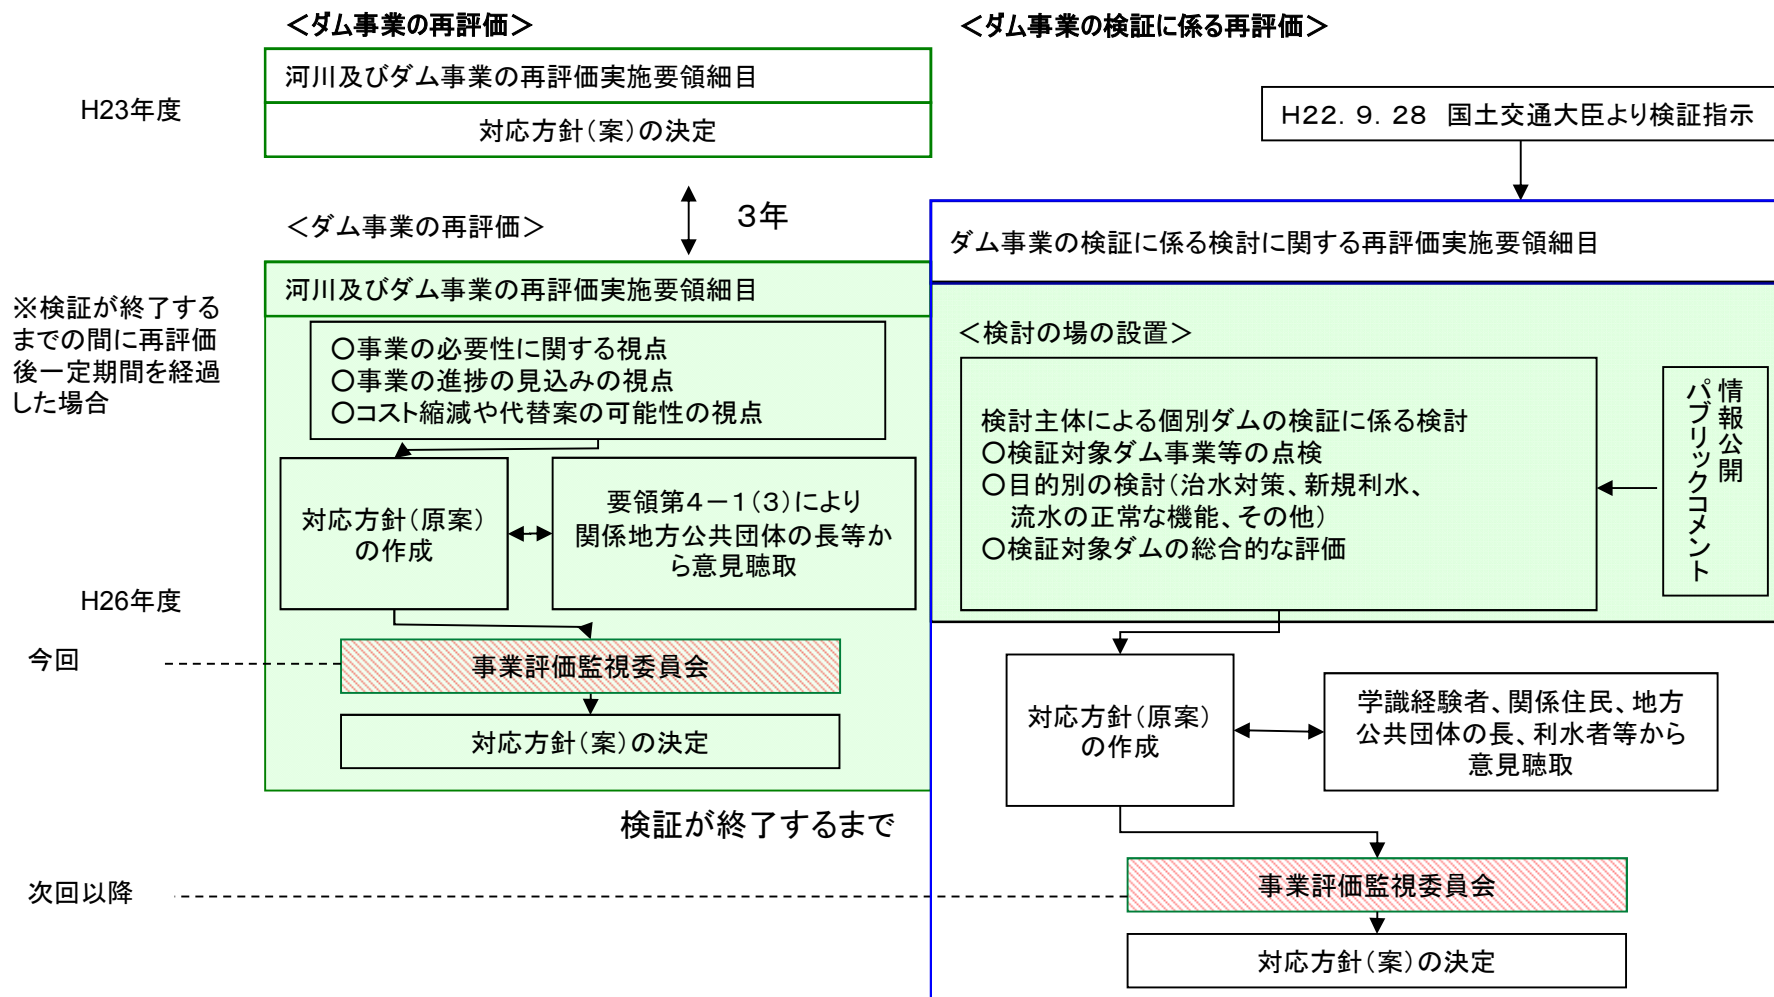 ＜ダム事業の再評価＞
河川及びダム事業の再評価実施要領細目
H23年度
対応方針（案）の決定
３年
＜ダム事業の再評価＞
河川及びダム事業の再評価実施要領細目
※検証が終了する
までの間に再評価
後一定期間を経過
した場合
○事業の必要性に関する視点
○事業の進捗の見込みの視点
○コスト縮減や代替案の可能性の視点
対応方針（原案）
の作成
要領第４－１（３）により
関係地方公共団体の長等か
ら意見聴取
H26年度
今回
事業評価監視委員会
対応方針（案）の決定
検証が終了するまで
＜ダム事業の検証に係る再評価＞
H２２．９．２８　国土交通大臣より検証指示
ダム事業の検証に係る検討に関する再評価実施要領細目
＜検討の場の設置＞
検討主体による個別ダムの検証に係る検討
○検証対象ダム事業等の点検
○目的別の検討（治水対策、新規利水、
流水の正常な機能、その他）
○検証対象ダムの総合的な評価
情報公開
パブリックコメント
対応方針（原案）
の作成
学識経験者、関係住民、地方
公共団体の長、利水者等から
意見聴取
次回以降
事業評価監視委員会
対応方針（案）の決定